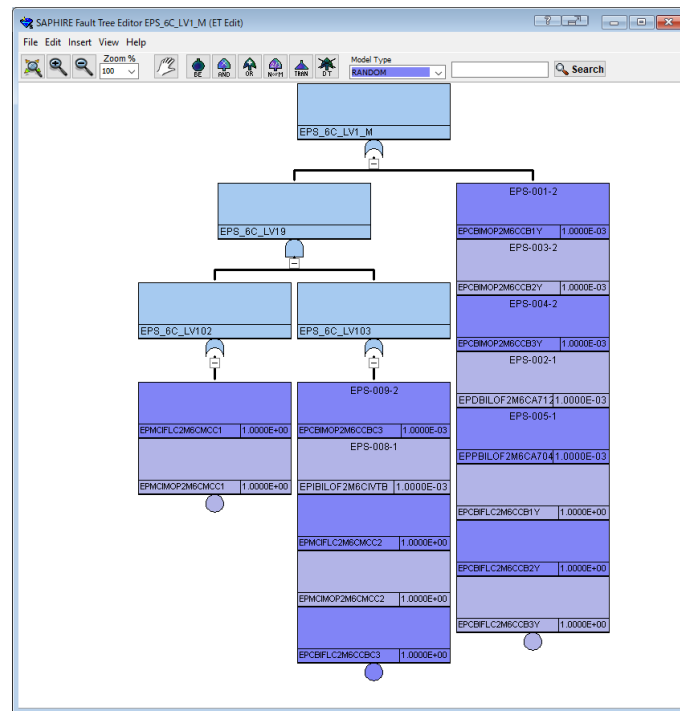 SAPHIRE Fault Tree Editor EPS_6C_LV1_M (ET Edit)
File Edit Insert View Help
Zoom %
100
BE
AND
OR
N∝M
TRAN
D T
Model Type
RANDOM
Search
EPS_6C_LV1_M
EPS_6C_LV19
EPS_6C_LV102
EPS_6C_LV103
EPMCIFLC2M6CMCC1 1.0000E+00
EPMCIMOP2M6CMCC1 1.0000E+00
EPS-009-2
EPCBIMOP2M6CCBC3 1.0000E-03
EPS-008-1
EPIBILOF2M6CIVTB 1.0000E-03
EPMCIFLC2M6CMCC2 1.0000E+00
EPMCIMOP2M6CMCC2 1.0000E+00
EPCBIFLC2M6CCBC3 1.0000E+00
EPS-001-2
EPCBIMOP2M6CCB1Y 1.0000E-03
EPS-003-2
EPCBIMOP2M6CCB2Y 1.0000E-03
EPS-004-2
EPCBIMOP2M6CCB3Y 1.0000E-03
EPS-002-1
EPDBILOF2M6CA712 1.0000E-03
EPS-005-1
EPPBILOF2M6CA704 1.0000E-03
EPCBIFLC2M6CCB1Y 1.0000E+00
EPCBIFLC2M6CCB2Y 1.0000E+00
EPCBIFLC2M6CCB3Y 1.0000E+00